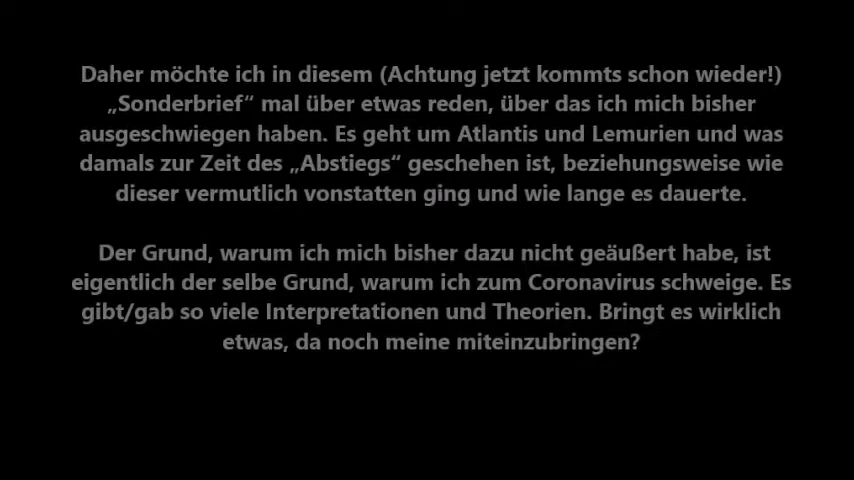 Daher möchte ich in diesem (Achtung jetzt kommts schon wieder!)
„Sonderbrief“ mal über etwas reden, über das ich mich bisher
ausgeschwiegen haben. Es geht um Atlantis und Lemurien und was
damals zur Zeit des „Abstiegs“ geschehen ist, beziehungsweise wie
dieser vermutlich vonstatten ging und wie lange es dauerte.
Der Grund, warum ich mich bisher dazu nicht geäußert habe, ist
eigentlich der selbe Grund, warum ich zum Coronavirus schweige. Es
gibt/gab so viele Interpretationen und Theorien. Bringt es wirklich
etwas, da noch meine miteinzubringen?